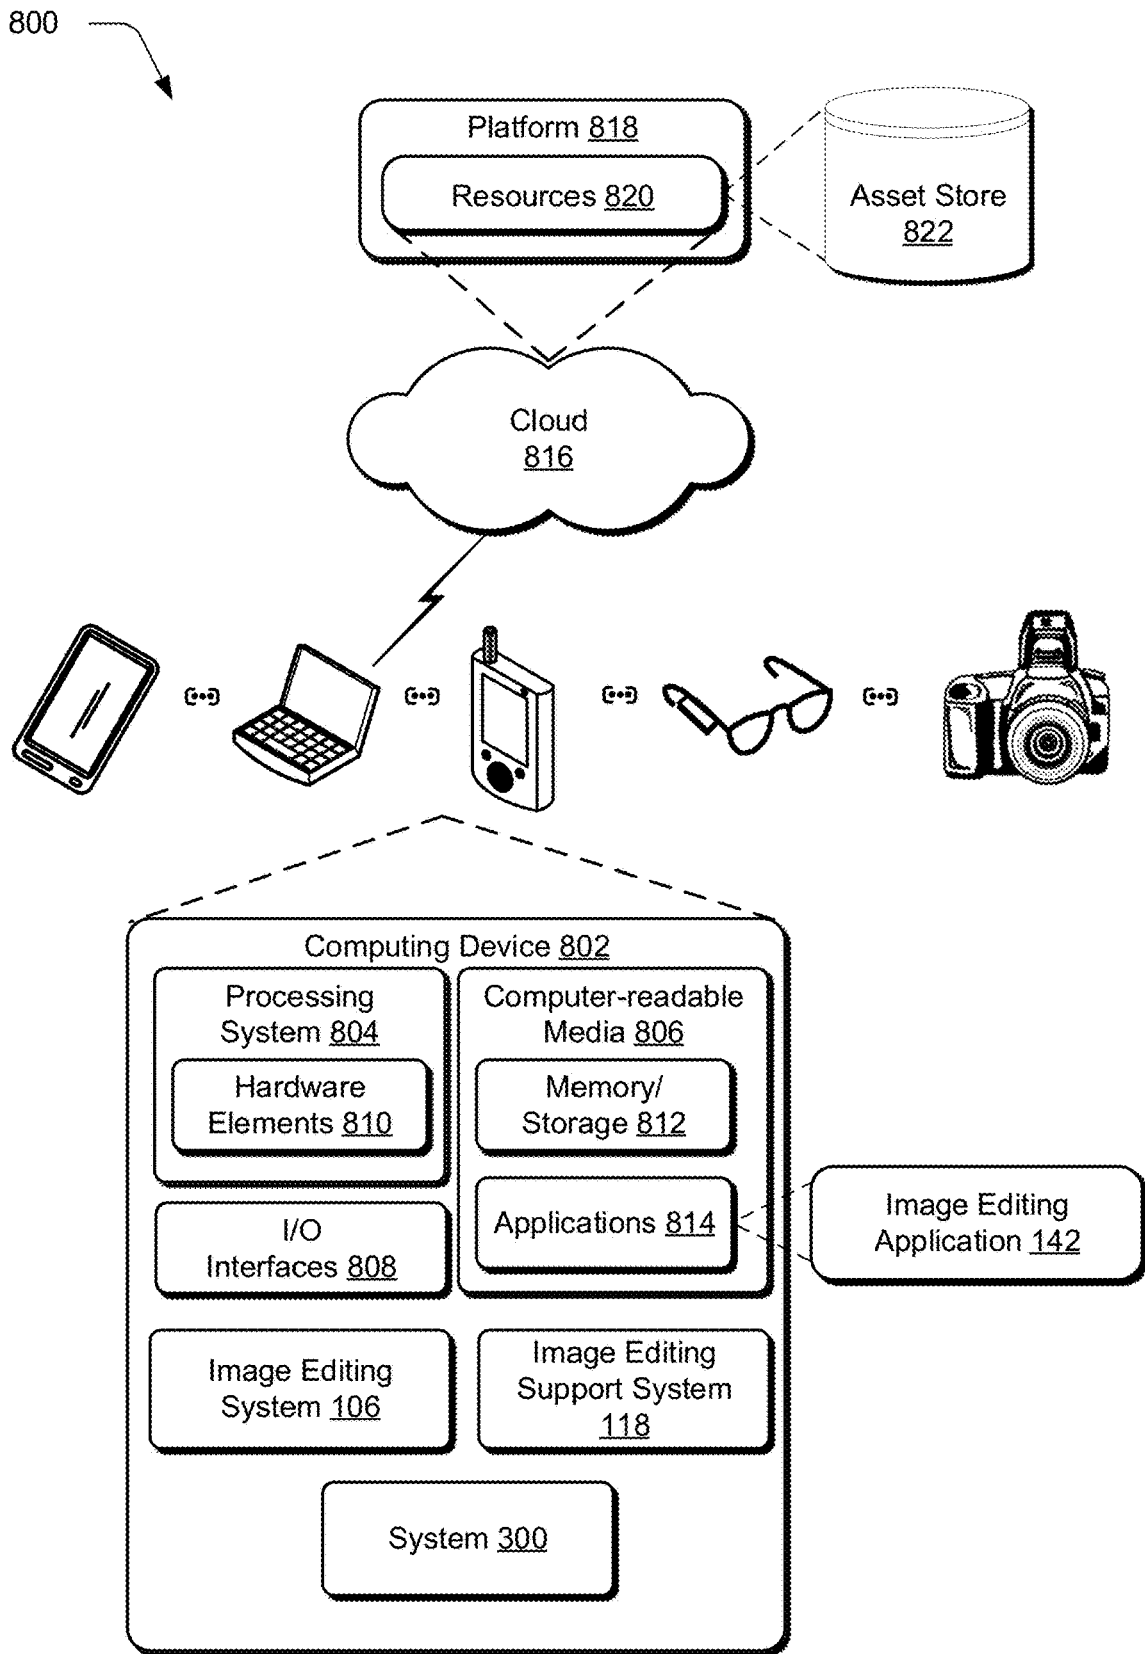 800
Platform 818
Resources 820
Asset Store
822
Cloud
816
Computing Device 802
Processing
System 804
Hardware
Elements 810
I/O
Interfaces 808
Computer-readable
Media 806
Memory/
Storage 812
Applications 814
Image Editing
Application 142
Image Editing
System 106
Image Editing
Support System
118
System 300